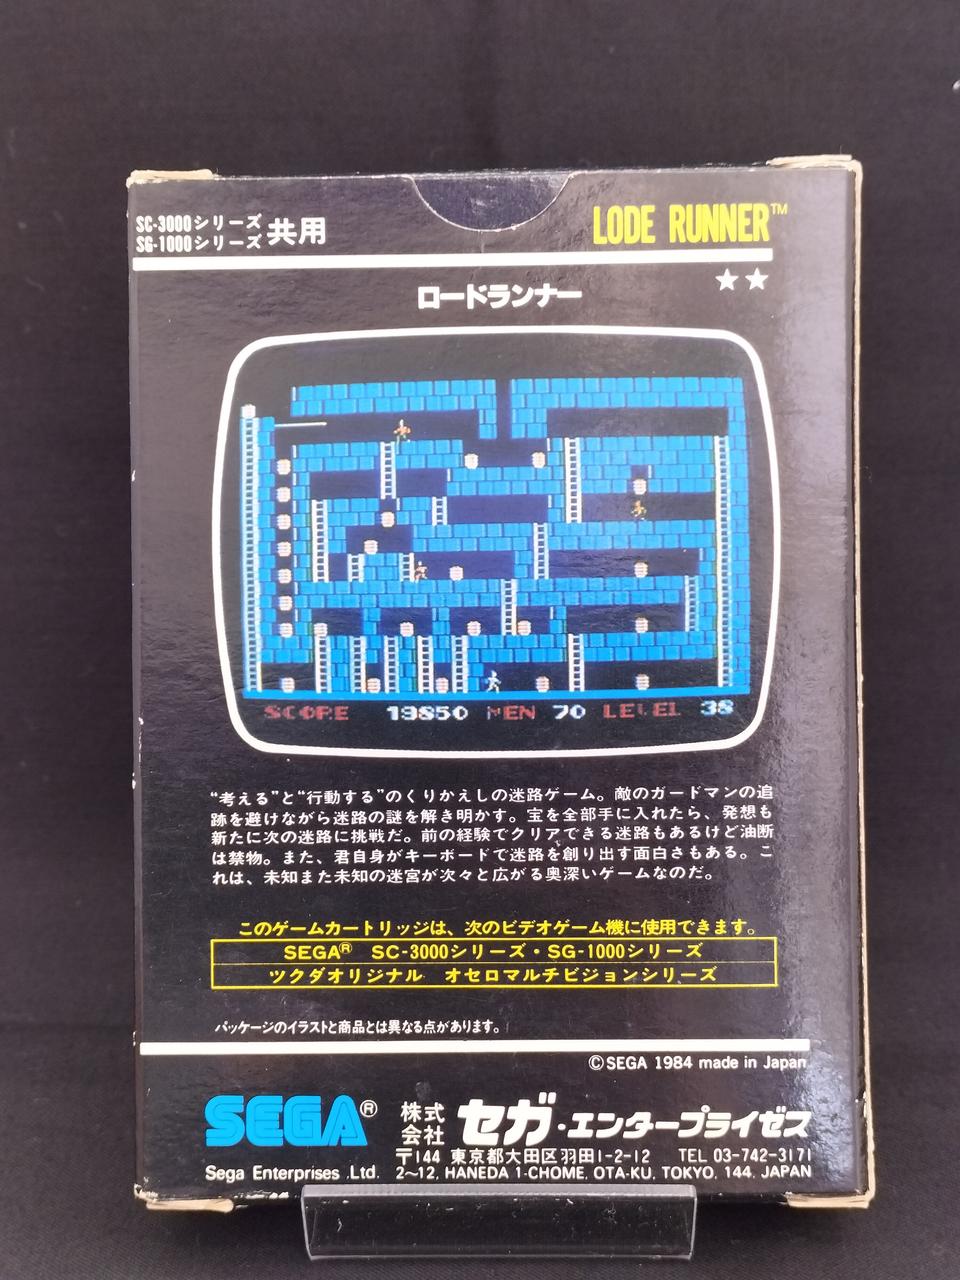 SC-3000シリーズ
SG-1000シリーズ 共用
LODE RUNNER™
★★
ロードランナー
SCORE 19850 MEN 70 LEVEL 38
“考える”と“行動する”のくりかえしの迷路ゲーム。敵のガードマンの追
跡を避けながら迷路の謎を解き明かす。宝を全部手に入れたら、発想も
新たに次の迷路に挑戦だ。前の経験でクリアできる迷路もあるけど油断
は禁物。また、君自身がキーボードで迷路を創り出す面白さもある。こ
れは、未知また未知の迷宮が次々と広がる奥深いゲームなのだ。
このゲームカートリッジは、次のビデオゲーム機に使用できます。
SEGA® SC-3000シリーズ・SG-1000シリーズ
ツクダオリジナル オセロマルチビジョンシリーズ
パッケージのイラストと商品とは異なる点があります。
©SEGA 1984 made in Japan
SEGA® 株式会社 セガ・エンタープライゼス
〒144 東京都大田区羽田1-2-12 TEL 03-742-3171
Sega Enterprises .Ltd. 2~12, HANEDA 1-CHOME, OTA-KU, TOKYO, 144. JAPAN